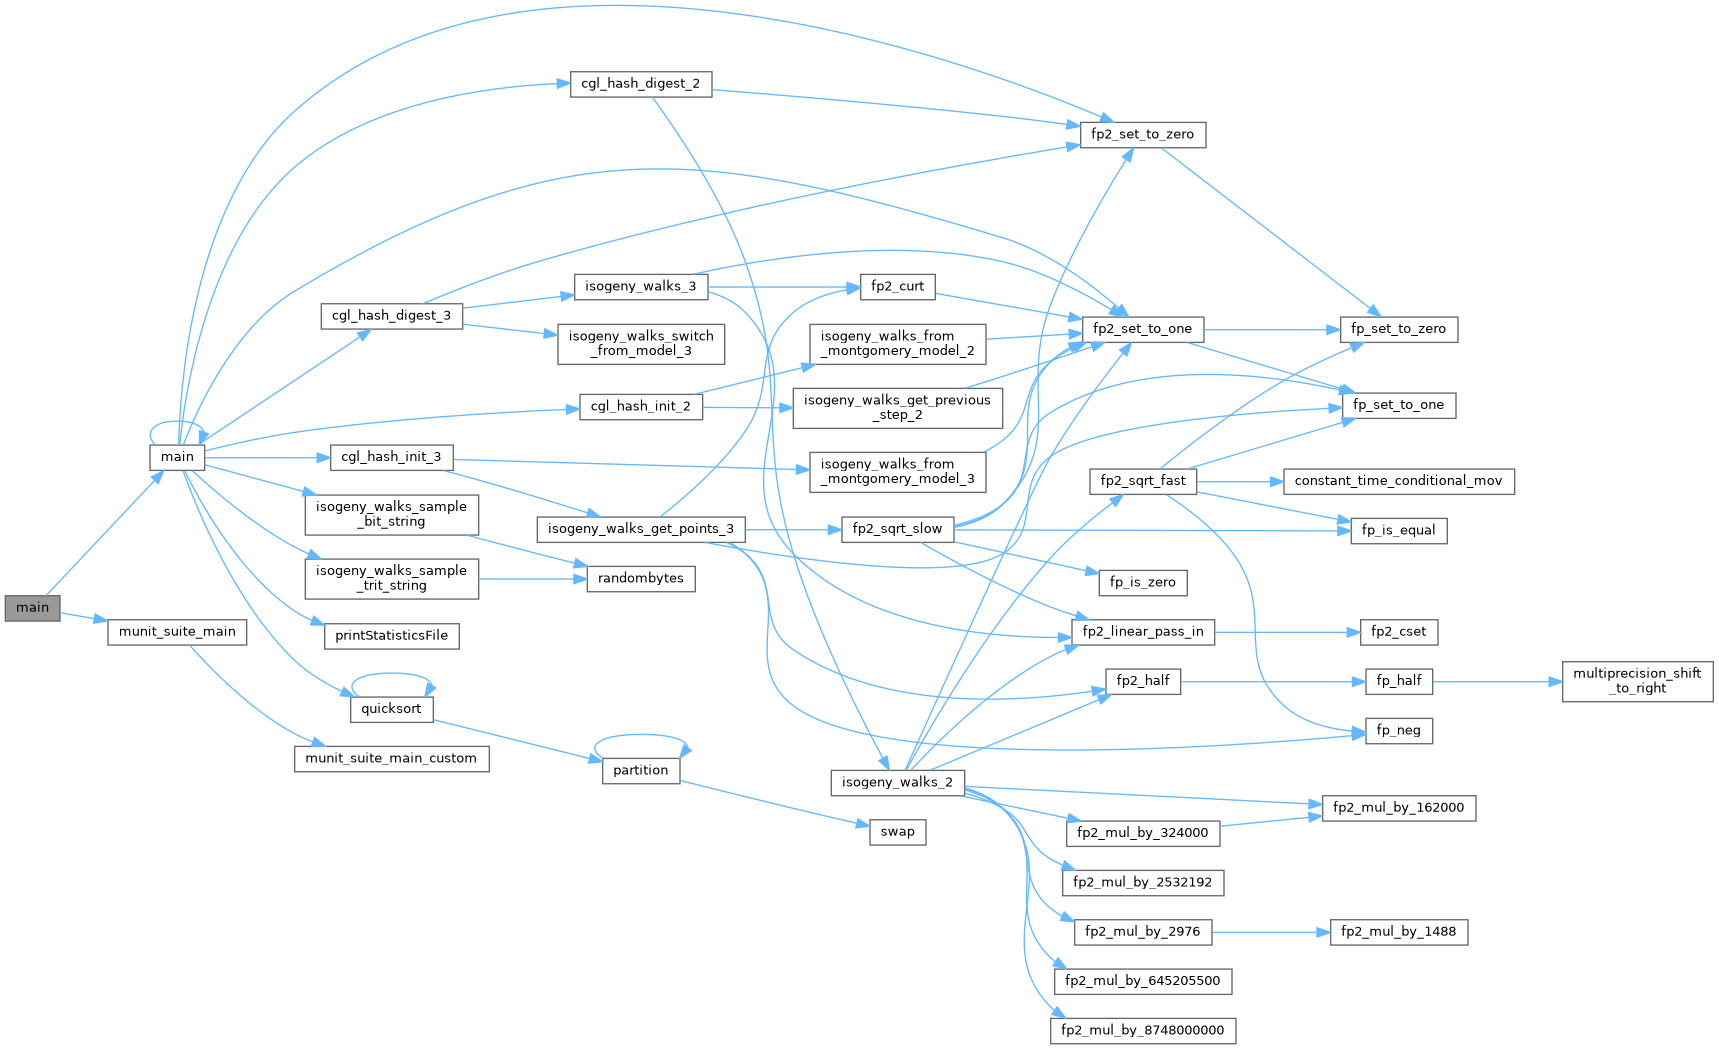 cgl_hash_digest_2
fp2_set_to_zero
isogeny_walks_3
fp2_curt
cgl_hash_digest_3
isogeny_walks_switch
_from_model_3
isogeny_walks_from
_montgomery_model_2
fp2_set_to_one
fp_set_to_zero
cgl_hash_init_2
isogeny_walks_get_previous
_step_2
fp_set_to_one
main
cgl_hash_init_3
isogeny_walks_from
_montgomery_model_3
fp2_sqrt_fast
constant_time_conditional_mov
isogeny_walks_sample
_bit_string
isogeny_walks_get_points_3
fp2_sqrt_slow
fp_is_equal
isogeny_walks_sample
_trit_string
randombytes
fp_is_zero
main
munit_suite_main
printStatisticsFile
fp2_linear_pass_in
fp2_cset
quicksort
fp2_half
fp_half
multiprecision_shift
_to_right
fp_neg
munit_suite_main_custom
partition
isogeny_walks_2
fp2_mul_by_162000
swap
fp2_mul_by_324000
fp2_mul_by_2532192
fp2_mul_by_2976
fp2_mul_by_1488
fp2_mul_by_645205500
fp2_mul_by_8748000000